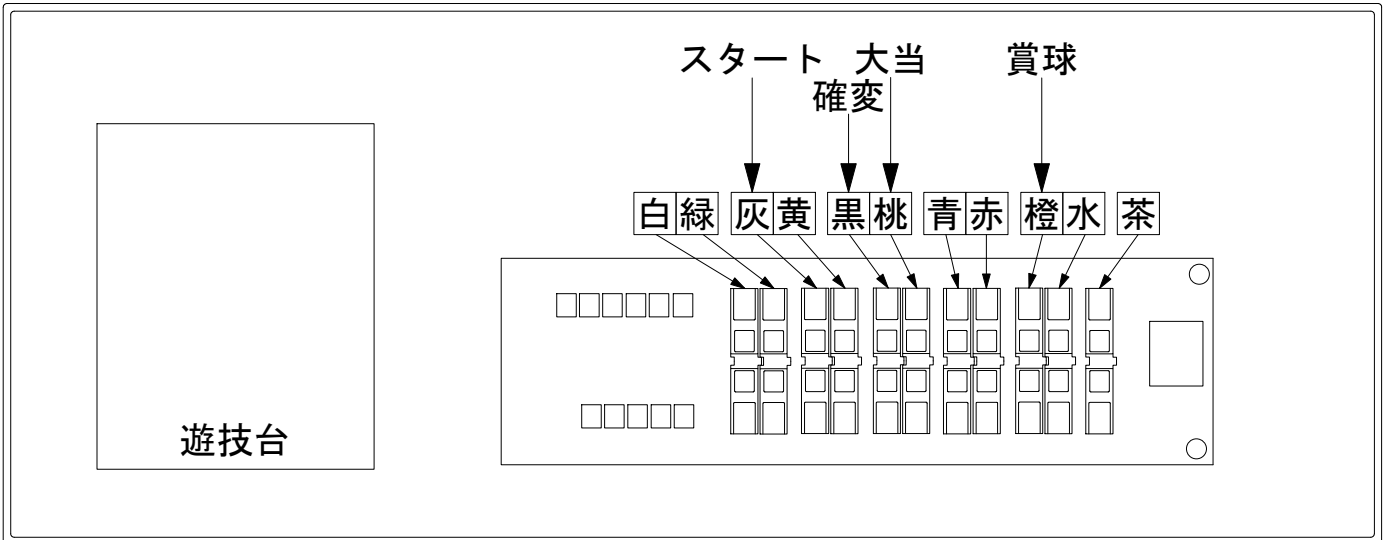 スタート 大当 賞球
確変
白 緑 灰 黄 黒 桃 青 赤 橙 水 茶
遊技台